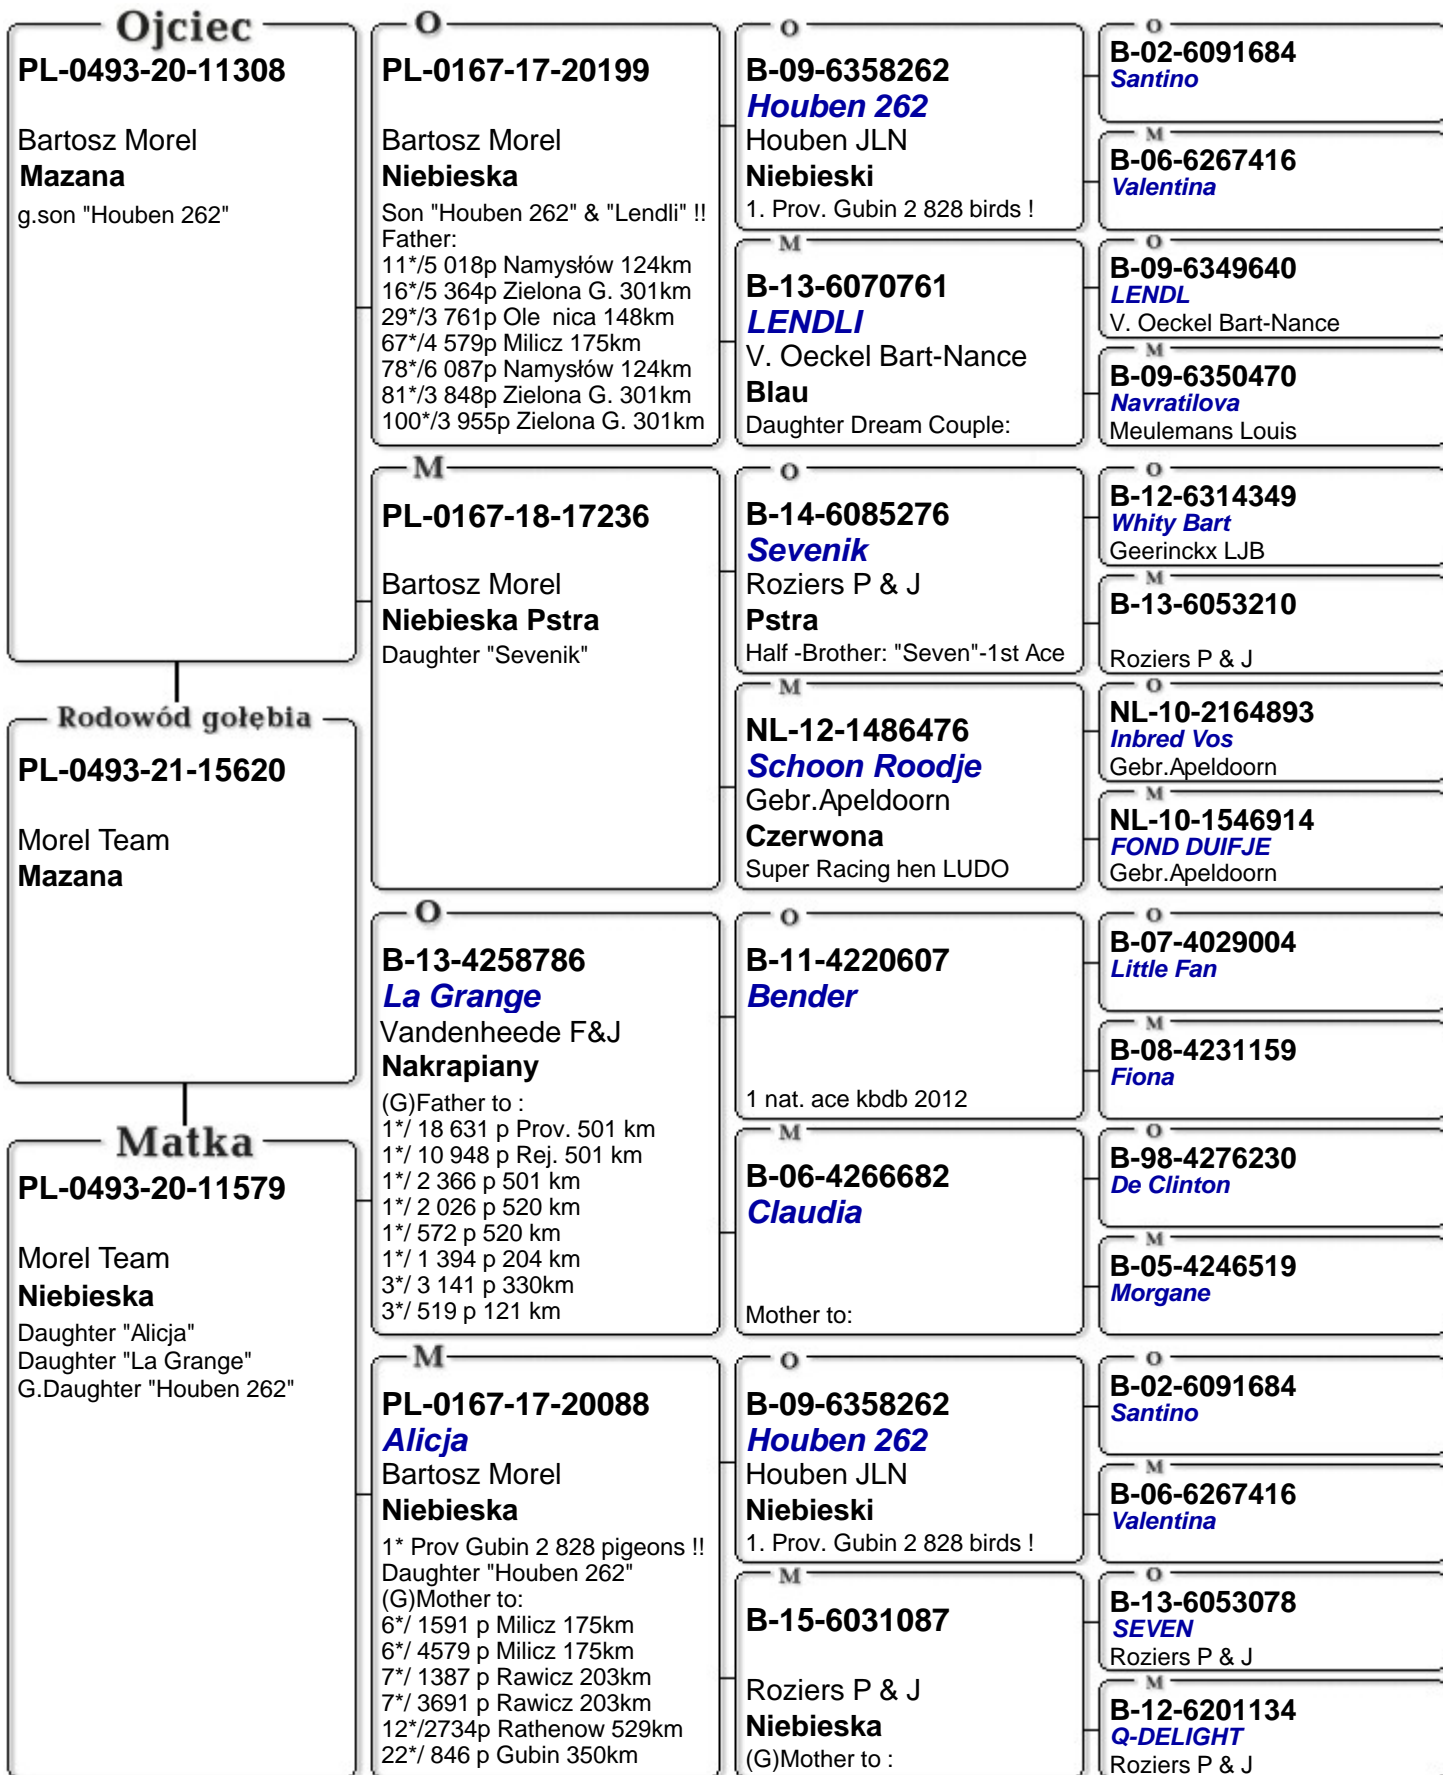 Ojciec
PL-0493-20-11308
Bartosz Morel
Mazana
g.son "Houben 262"
Rodowód gołębia
PL-0493-21-15620
Morel Team
Mazana
Matka
PL-0493-20-11579
Morel Team
Niebieska
Daughter "Alicja"
Daughter "La Grange"
G.Daughter "Houben 262"
O
PL-0167-17-20199
Bartosz Morel
Niebieska
Son "Houben 262" & "Lendli" !!
Father:
11*/5 018p Namysłów 124km
16*/5 364p Zielona G. 301km
29*/3 761p Ole nica 148km
67*/4 579p Milicz 175km
78*/6 087p Namysłów 124km
81*/3 848p Zielona G. 301km
100*/3 955p Zielona G. 301km
M
PL-0167-18-17236
Bartosz Morel
Niebieska Pstra
Daughter "Sevenik"
O
B-13-4258786
La Grange
Vandenheede F&J
Nakrapiany
(G)Father to :
1*/ 18 631 p Prov. 501 km
1*/ 10 948 p Rej. 501 km
1*/ 2 366 p 501 km
1*/ 2 026 p 520 km
1*/ 572 p 520 km
1*/ 1 394 p 204 km
3*/ 3 141 p 330km
3*/ 519 p 121 km
M
PL-0167-17-20088
Alicja
Bartosz Morel
Niebieska
1* Prov Gubin 2 828 pigeons !!
Daughter "Houben 262"
(G)Mother to:
6*/ 1591 p Milicz 175km
6*/ 4579 p Milicz 175km
7*/ 1387 p Rawicz 203km
7*/ 3691 p Rawicz 203km
12*/2734p Rathenow 529km
22*/ 846 p Gubin 350km
O
B-09-6358262
Houben 262
Houben JLN
Niebieski
1. Prov. Gubin 2 828 birds !
M
B-13-6070761
LENDLI
V. Oeckel Bart-Nance
Blau
Daughter Dream Couple:
O
B-14-6085276
Sevenik
Roziers P & J
Pstra
Half -Brother: "Seven"-1st Ace
M
NL-12-1486476
Schoon Roodje
Gebr.Apeldoorn
Czerwona
Super Racing hen LUDO
O
B-11-4220607
Bender
1 nat. ace kbdb 2012
M
B-06-4266682
Claudia
Mother to:
O
B-09-6358262
Houben 262
Houben JLN
Niebieski
1. Prov. Gubin 2 828 birds !
M
B-15-6031087
Roziers P & J
Niebieska
(G)Mother to :
O
B-02-6091684
Santino
M
B-06-6267416
Valentina
O
B-09-6349640
LENDL
V. Oeckel Bart-Nance
M
B-09-6350470
Navratilova
Meulemans Louis
O
B-12-6314349
Whity Bart
Geerinckx LJB
M
B-13-6053210
Roziers P & J
O
NL-10-2164893
Inbred Vos
Gebr.Apeldoorn
M
NL-10-1546914
FOND DUIFJE
Gebr.Apeldoorn
O
B-07-4029004
Little Fan
M
B-08-4231159
Fiona
O
B-98-4276230
De Clinton
M
B-05-4246519
Morgane
O
B-02-6091684
Santino
M
B-06-6267416
Valentina
O
B-13-6053078
SEVEN
Roziers P & J
M
B-12-6201134
Q-DELIGHT
Roziers P & J